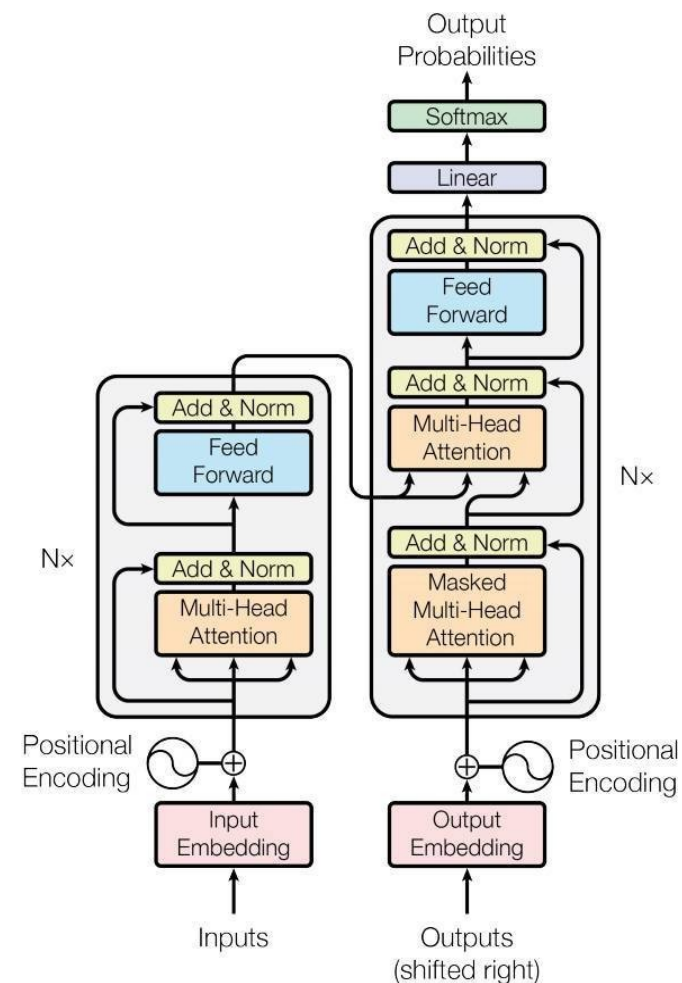 Output
Probabilities
Softmax
Linear
Add & Norm
Feed
Forward
Add & Norm
Multi-Head
Attention
Nx
Add & Norm
Masked
Multi-Head
Attention
Add & Norm
Feed
Forward
Nx
Add & Norm
Multi-Head
Attention
Positional
Encoding
Positional
Encoding
Input
Embedding
Output
Embedding
Inputs
Outputs
(shifted right)